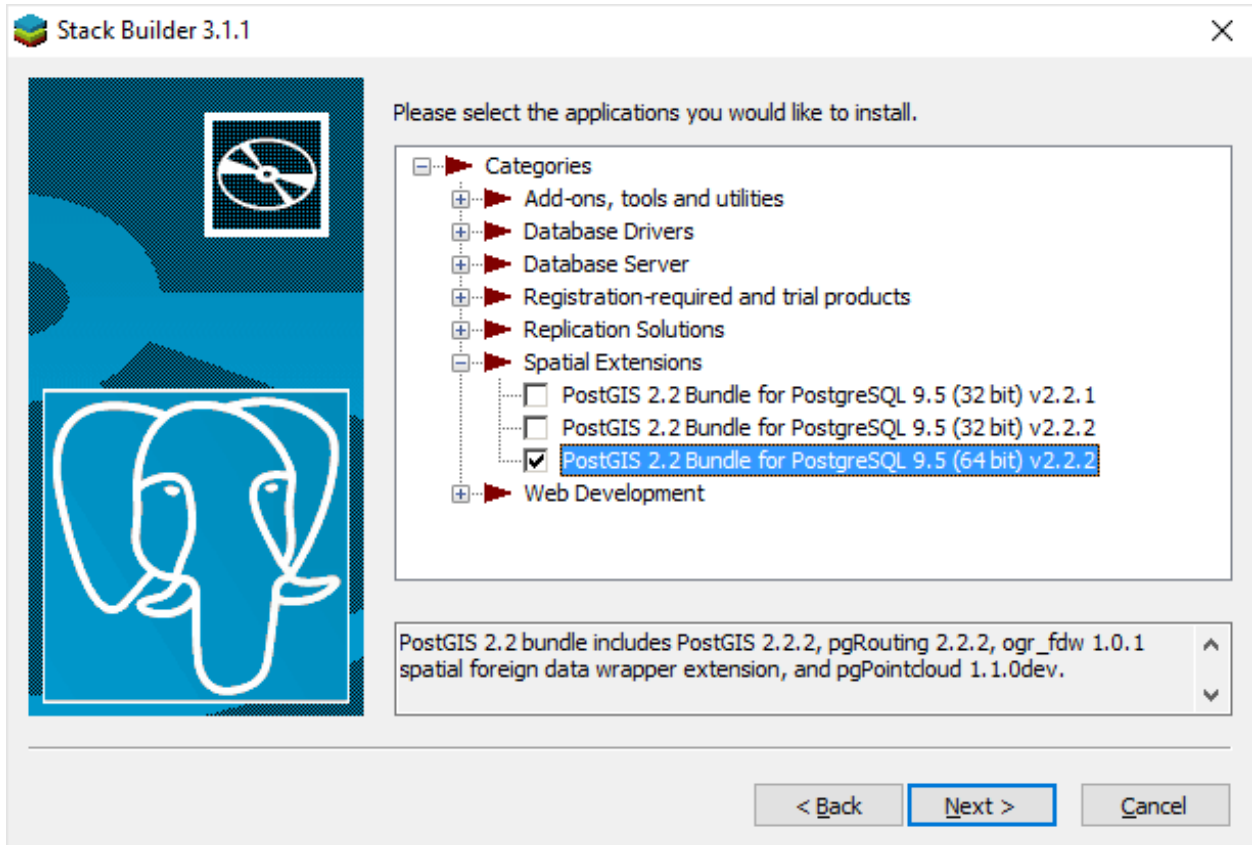 Stack Builder 3.1.1
Please select the applications you would like to install.
Categories
Add-ons, tools and utilities
Database Drivers
Database Server
Registration-required and trial products
Replication Solutions
Spatial Extensions
PostGIS 2.2 Bundle for PostgreSQL 9.5 (32 bit) v2.2.1
PostGIS 2.2 Bundle for PostgreSQL 9.5 (32 bit) v2.2.2
PostGIS 2.2 Bundle for PostgreSQL 9.5 (64 bit) v2.2.2
Web Development
PostGIS 2.2 bundle includes PostGIS 2.2.2, pgRouting 2.2.2, ogr_fdw 1.0.1
spatial foreign data wrapper extension, and pgPointcloud 1.1.0dev.
< Back Next > Cancel